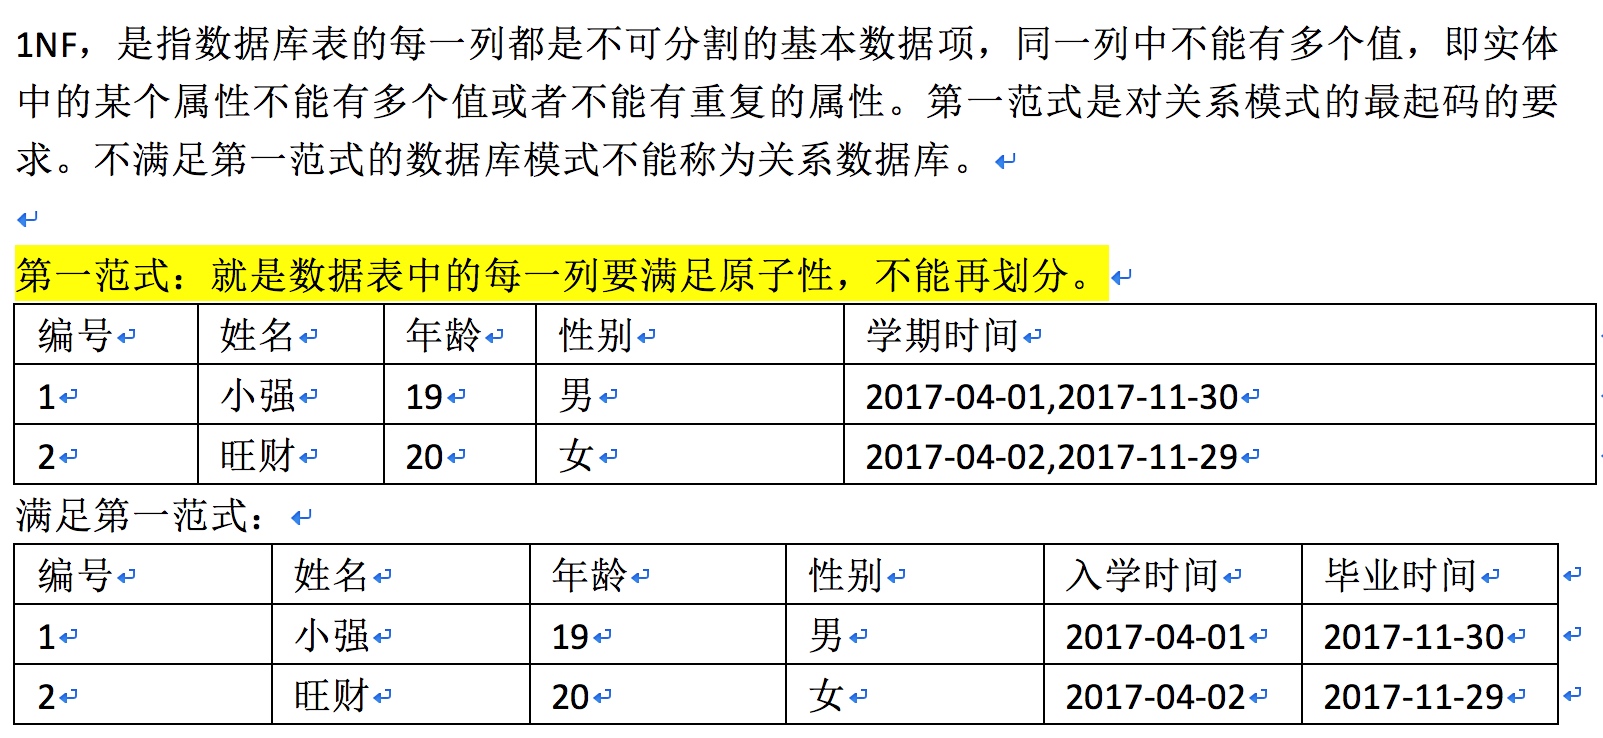 1NF，是指数据库表的每一列都是不可分割的基本数据项，同一列中不能有多个值，即实体
中的某个属性不能有多个值或者不能有重复的属性。第一范式是对关系模式的最起码的要
求。不满足第一范式的数据库模式不能称为关系数据库。
第一范式：就是数据表中的每一列要满足原子性，不能再划分。
编号 姓名 年龄 性别 学期时间
1 小强 19 男 2017-04-01,2017-11-30
2 旺财 20 女 2017-04-02,2017-11-29
满足第一范式：
编号 姓名 年龄 性别 入学时间 毕业时间
1 小强 19 男 2017-04-01 2017-11-30
2 旺财 20 女 2017-04-02 2017-11-29